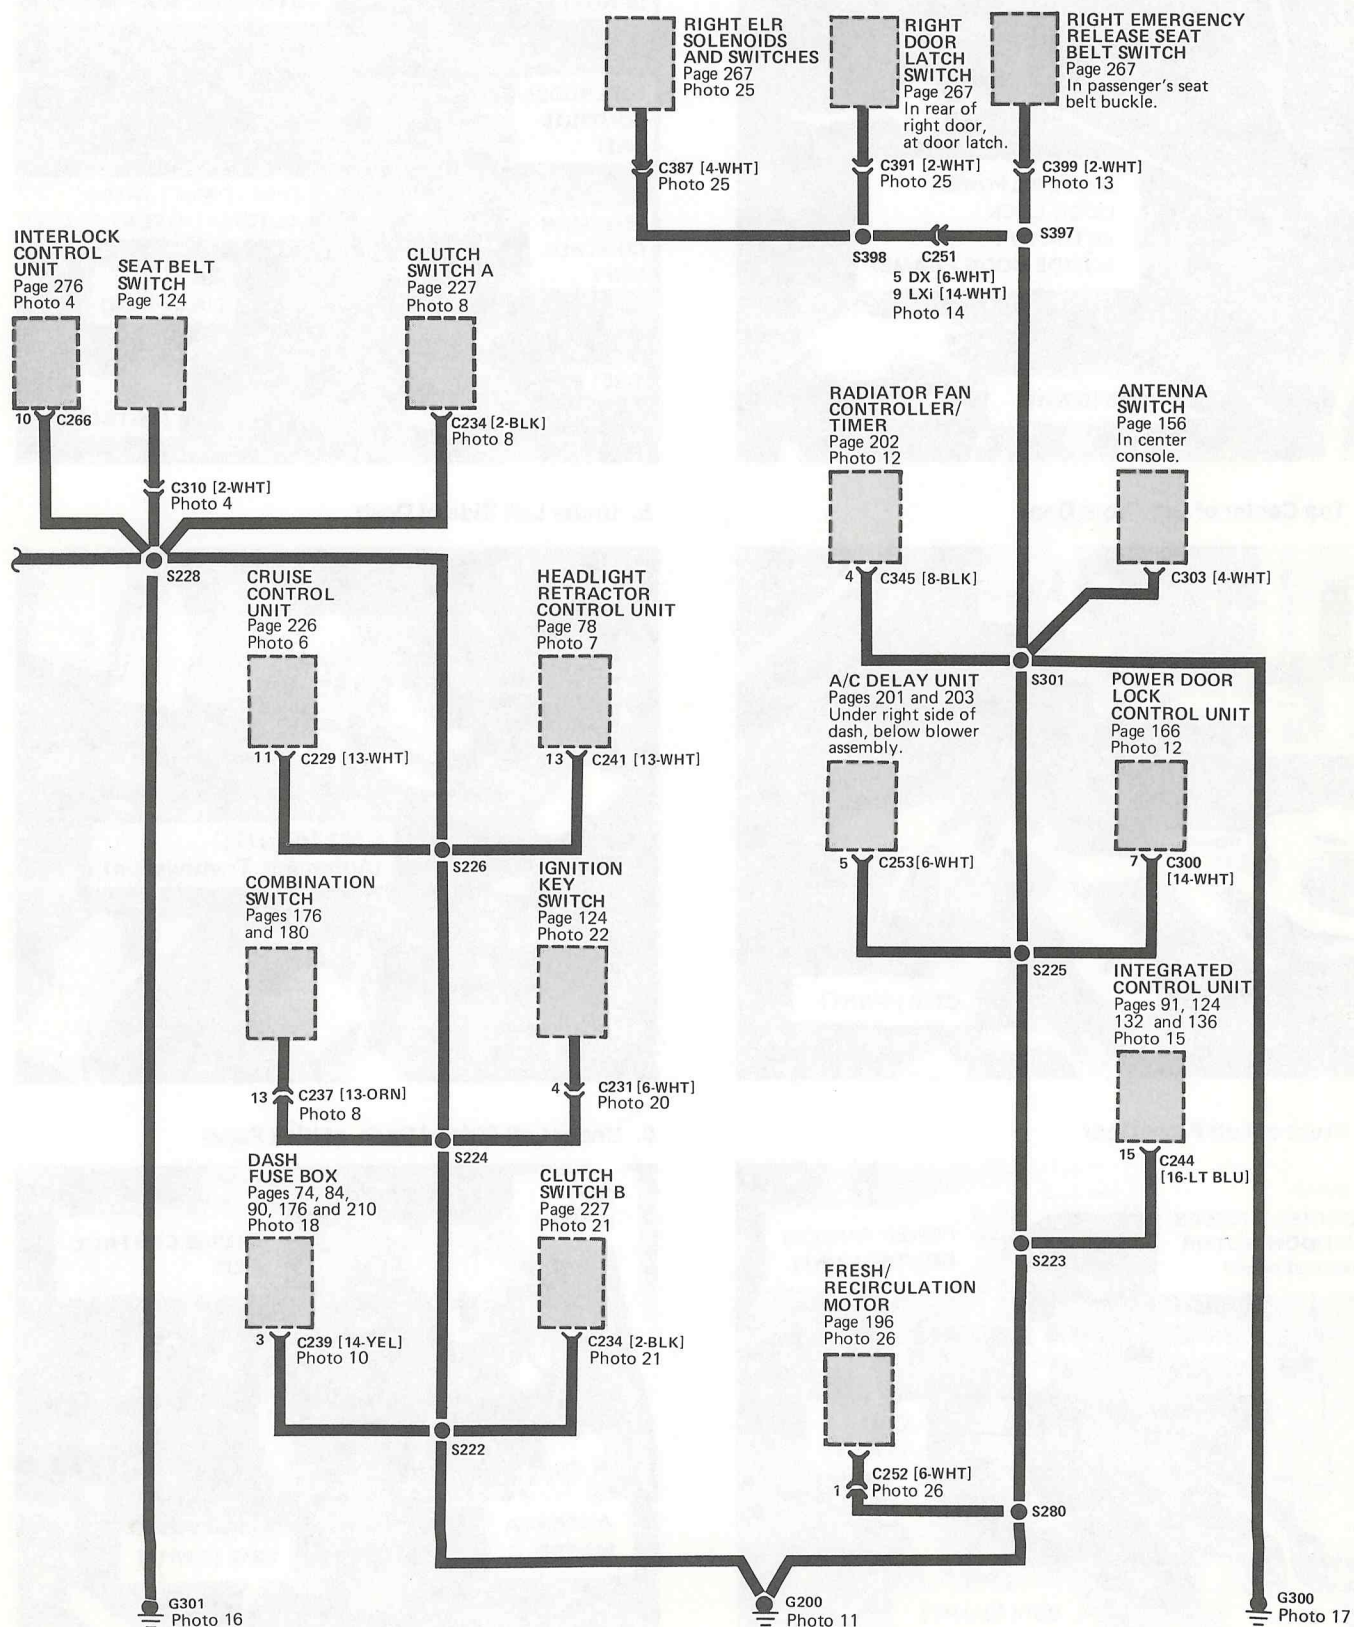 RIGHT ELR
SOLENOIDS
AND SWITCHES
Page 267
Photo 25
RIGHT
DOOR
LATCH
SWITCH
Page 267
In rear of
right door,
at door latch.
RIGHT EMERGENCY
RELEASE SEAT
BELT SWITCH
Page 267
In passenger's seat
belt buckle.
C387 [4-WHT]
Photo 25
C391 [2-WHT]
Photo 25
C399 [2-WHT]
Photo 13
S398
C251
S397
5 DX [6-WHT]
9 LXi [14-WHT]
Photo 14
INTERLOCK
CONTROL
UNIT
Page 276
Photo 4
SEAT BELT
SWITCH
Page 124
CLUTCH
SWITCH A
Page 227
Photo 8
10 C266
C234 [2-BLK]
Photo 8
C310 [2-WHT]
Photo 4
S228
RADIATOR FAN
CONTROLLER/
TIMER
Page 202
Photo 12
ANTENNA
SWITCH
Page 156
In center
console.
4 C345 [8-BLK]
C303 [4-WHT]
S301
CRUISE
CONTROL
UNIT
Page 226
Photo 6
HEADLIGHT
RETRACTOR
CONTROL UNIT
Page 78
Photo 7
11 C229 [13-WHT]
13 C241 [13-WHT]
S226
A/C DELAY UNIT
Pages 201 and 203
Under right side of
dash, below blower
assembly.
POWER DOOR
LOCK
CONTROL UNIT
Page 166
Photo 12
5 C253[6-WHT]
7 C300
[14-WHT]
S225
COMBINATION
SWITCH
Pages 176
and 180
IGNITION
KEY
SWITCH
Page 124
Photo 22
13 C237 [13-ORN]
Photo 8
4 C231 [6-WHT]
Photo 20
S224
INTEGRATED
CONTROL UNIT
Pages 91, 124
132 and 136
Photo 15
15 C244
[16-LT BLU]
S223
DASH
FUSE BOX
Pages 74, 84,
90, 176 and 210
Photo 18
CLUTCH
SWITCH B
Page 227
Photo 21
3 C239 [14-YEL]
Photo 10
C234 [2-BLK]
Photo 21
S222
FRESH/
RECIRCULATION
MOTOR
Page 196
Photo 26
C252 [6-WHT]
1 Photo 26
S280
G301
Photo 16
G200
Photo 11
G300
Photo 17